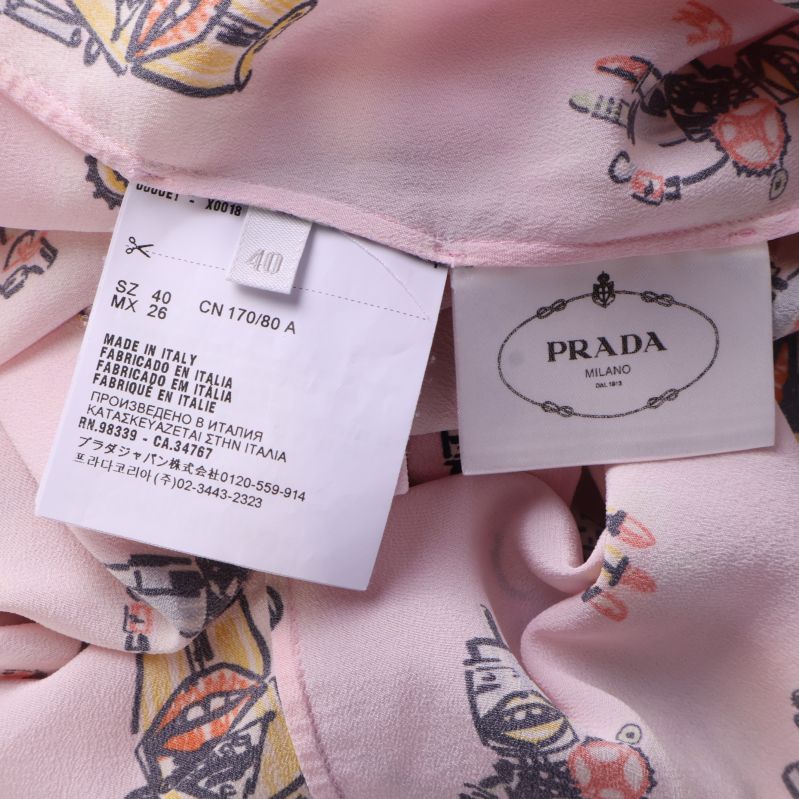 X0018
40
SZ 40
MX 26
CN 170/80 A
MADE IN ITALY
FABRICADO EN ITALIA
FABRICADO EM ITÁLIA
FABRIQUÉ EN ITALIE
ПРОИЗВЕДЕНО В ИТАЛИЯ
ΚΑΤΑΣΚΕΥΑΖΕΤΑΙ ΣΤΗΝ ITALIA
RN.98339 - CA.34767
プラダジャパン株式会社0120-559-914
프라다코리아(주)02-3443-2323
PRADA
MILANO
DAL 1913